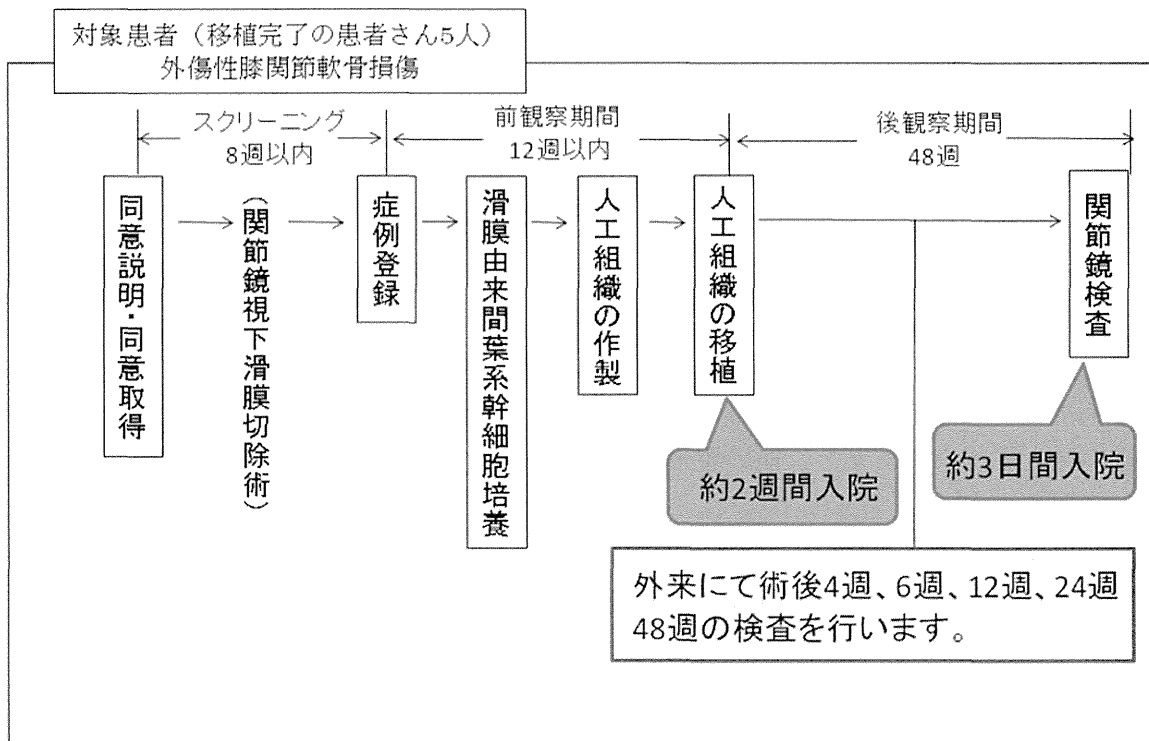 対象患者（移植完了の患者さん5人）
外傷性膝関節軟骨損傷
スクリーニング
8週以内
前観察期間
12週以内
後観察期間
48週
同意説明・同意取得
（関節鏡視下滑膜切除術）
症例登録
滑膜由来間葉系幹細胞培養
人工組織の作製
人工組織の移植
関節鏡検査
約2週間入院
約3日間入院
外来にて術後4週、6週、12週、24週
48週の検査を行います。